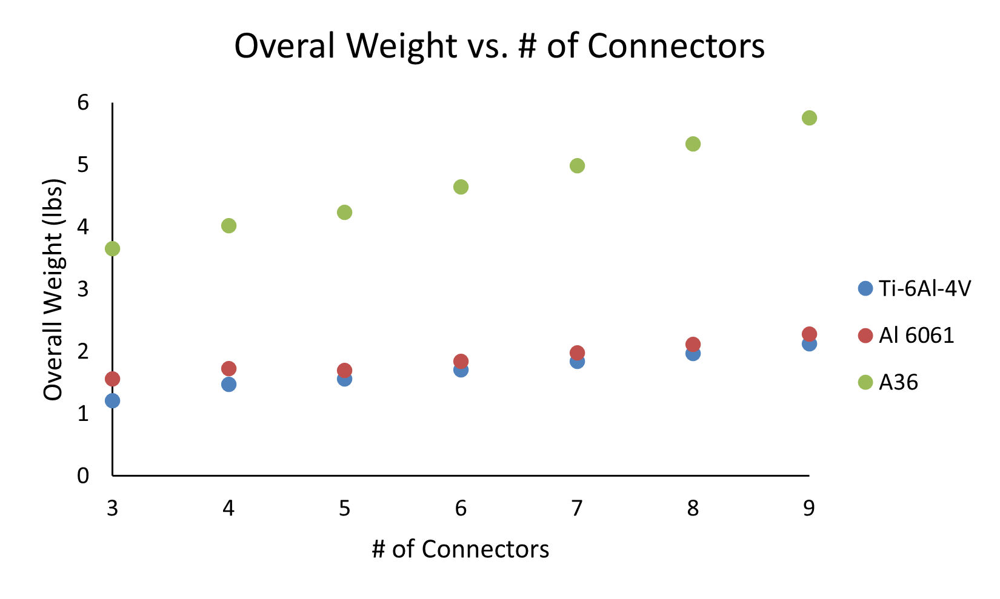 Overal Weight vs. # of Connectors
6
5
4
3
2
1
0
Overall Weight (lbs)
3 4 5 6 7 8 9
# of Connectors
Ti-6Al-4V
Al 6061
A36